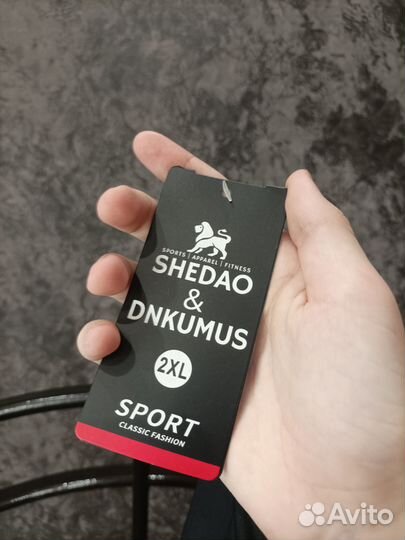 SPORTS | APPAREL | FITNESS
SHEDAO
&
DNKUMUS
2XL
SPORT
CLASSIC FASHION
Avito